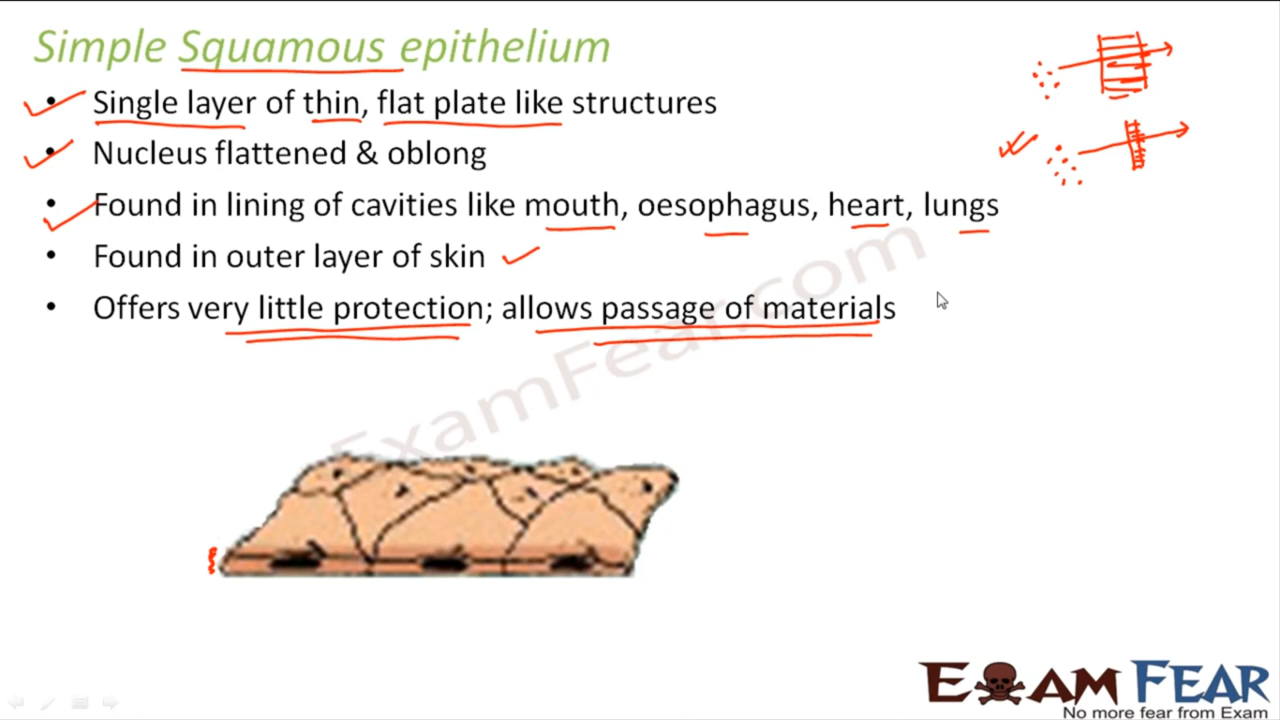 Simple Squamous epithelium
• Single layer of thin, flat plate like structures
• Nucleus flattened & oblong
• Found in lining of cavities like mouth, oesophagus, heart, lungs
• Found in outer layer of skin
• Offers very little protection; allows passage of materials
ExamFear.com
EXAM FEAR
No more fear from Exam